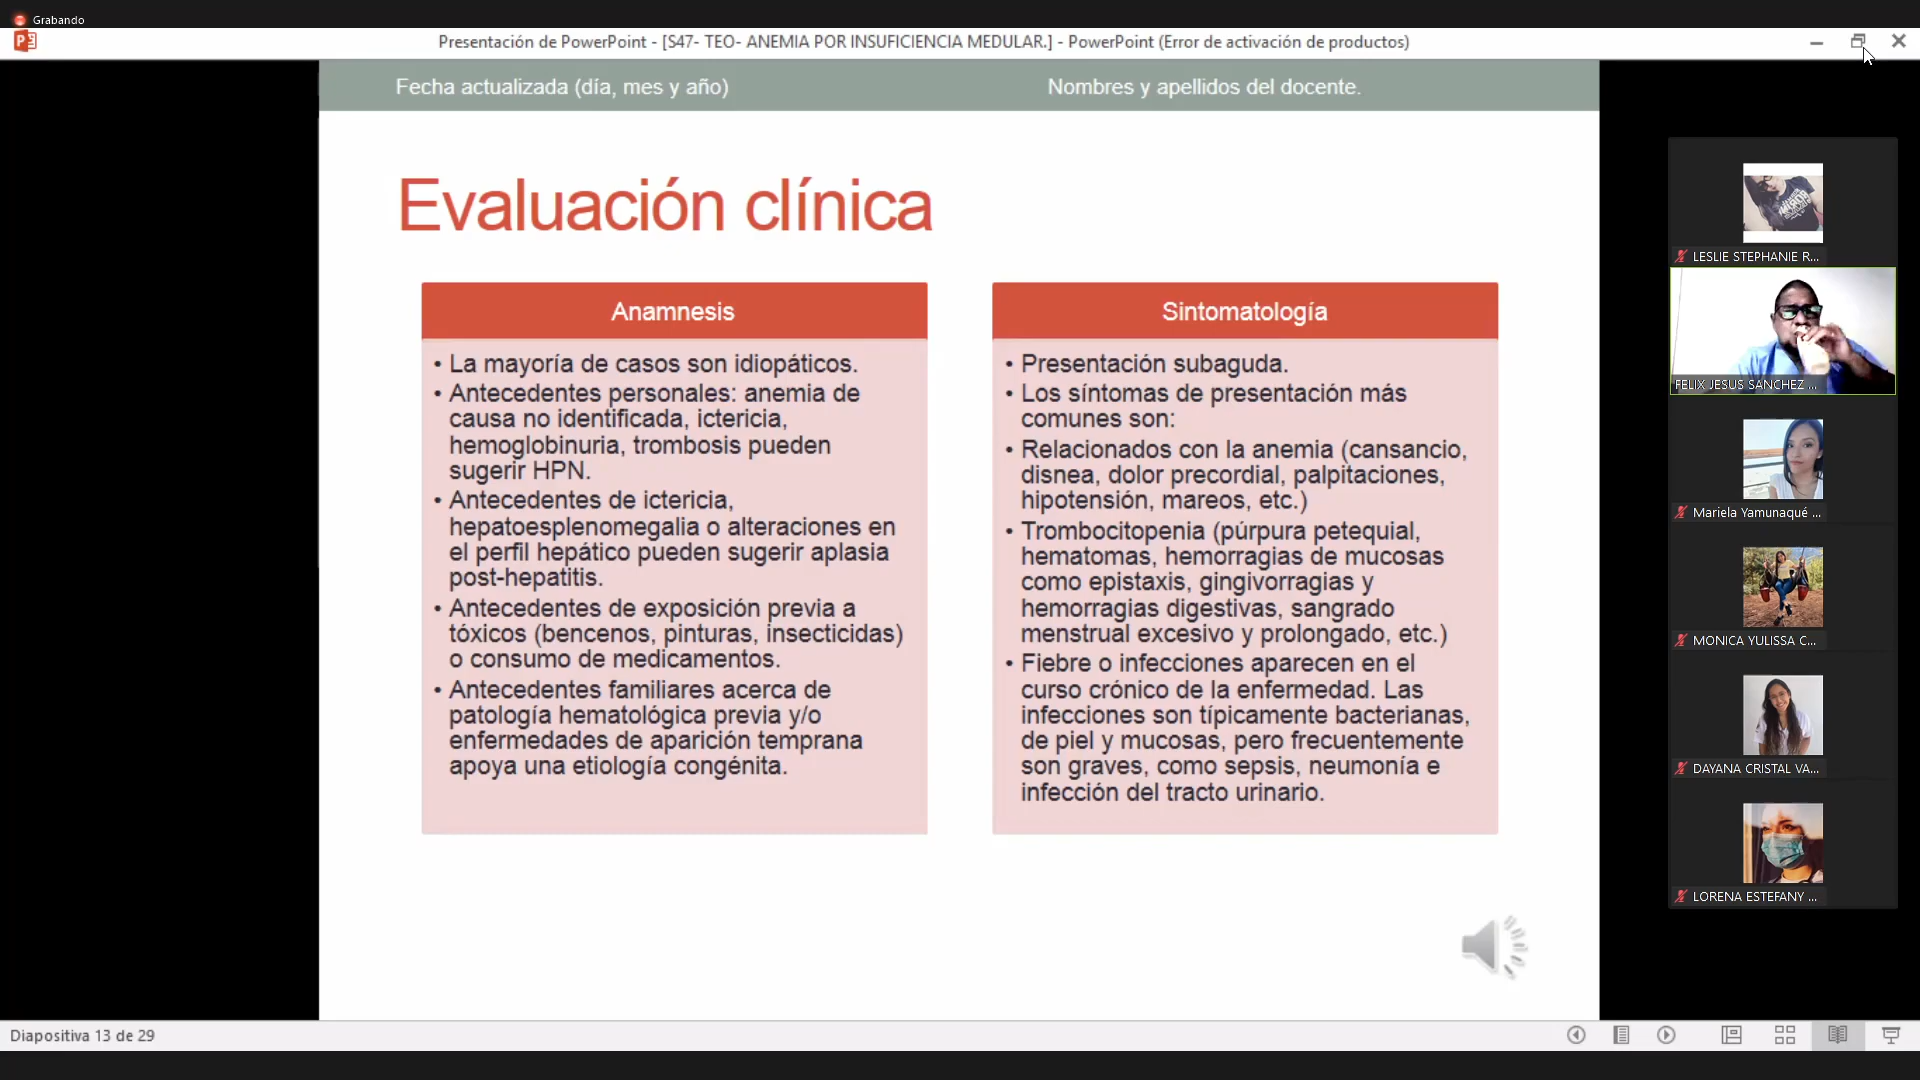 Grabando
Presentación de PowerPoint - [S47- TEO- ANEMIA POR INSUFICIENCIA MEDULAR.] - PowerPoint (Error de activación de productos)
Fecha actualizada (día, mes y año)
Nombres y apellidos del docente.
Evaluación clínica
Anamnesis
• La mayoría de casos son idiopáticos.
• Antecedentes personales: anemia de
causa no identificada, ictericia,
hemoglobinuria, trombosis pueden
sugerir HPN.
• Antecedentes de ictericia,
hepatoesplenomegalia o alteraciones en
el perfil hepático pueden sugerir aplasia
post-hepatitis.
• Antecedentes de exposición previa a
tóxicos (bencenos, pinturas, insecticidas)
o consumo de medicamentos.
• Antecedentes familiares acerca de
patología hematológica previa y/o
enfermedades de aparición temprana
apoya una etiología congénita.
Sintomatología
• Presentación subaguda.
• Los síntomas de presentación más
comunes son:
• Relacionados con la anemia (cansancio,
disnea, dolor precordial, palpitaciones,
hipotensión, mareos, etc.)
• Trombocitopenia (púrpura petequial,
hematomas, hemorragias de mucosas
como epistaxis, gingivorragias y
hemorragias digestivas, sangrado
menstrual excesivo y prolongado, etc.)
• Fiebre o infecciones aparecen en el
curso crónico de la enfermedad. Las
infecciones son típicamente bacterianas,
de piel y mucosas, pero frecuentemente
son graves, como sepsis, neumonía e
infección del tracto urinario.
LESLIE STEPHANIE R...
FELIX JESUS SANCHEZ ...
Mariela Yamunaqué ...
MONICA YULISSA C...
DAYANA CRISTAL VA...
LORENA ESTEFANY ...
Diapositiva 13 de 29